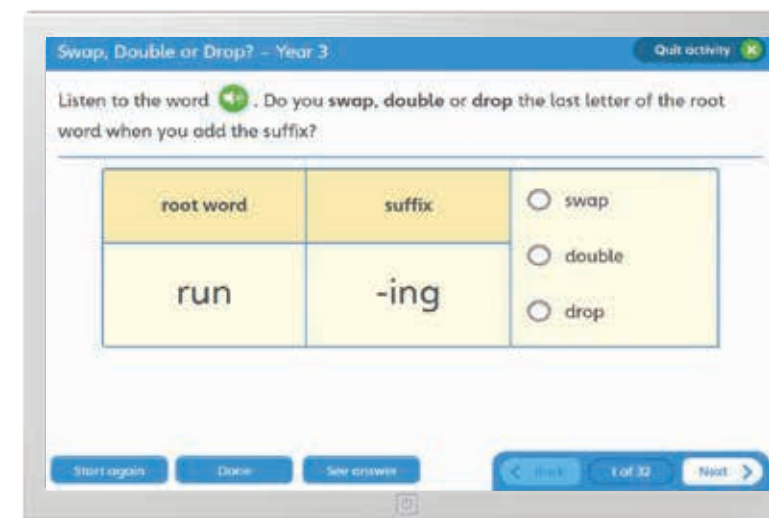 Swap, Double or Drop? – Year 3
Quit activity
Listen to the word . Do you swap, double or drop the last letter of the root
word when you add the suffix?
root word
suffix
swap
double
drop
run
-ing
Start again
Done
See answer
Back
1 of 32
Next